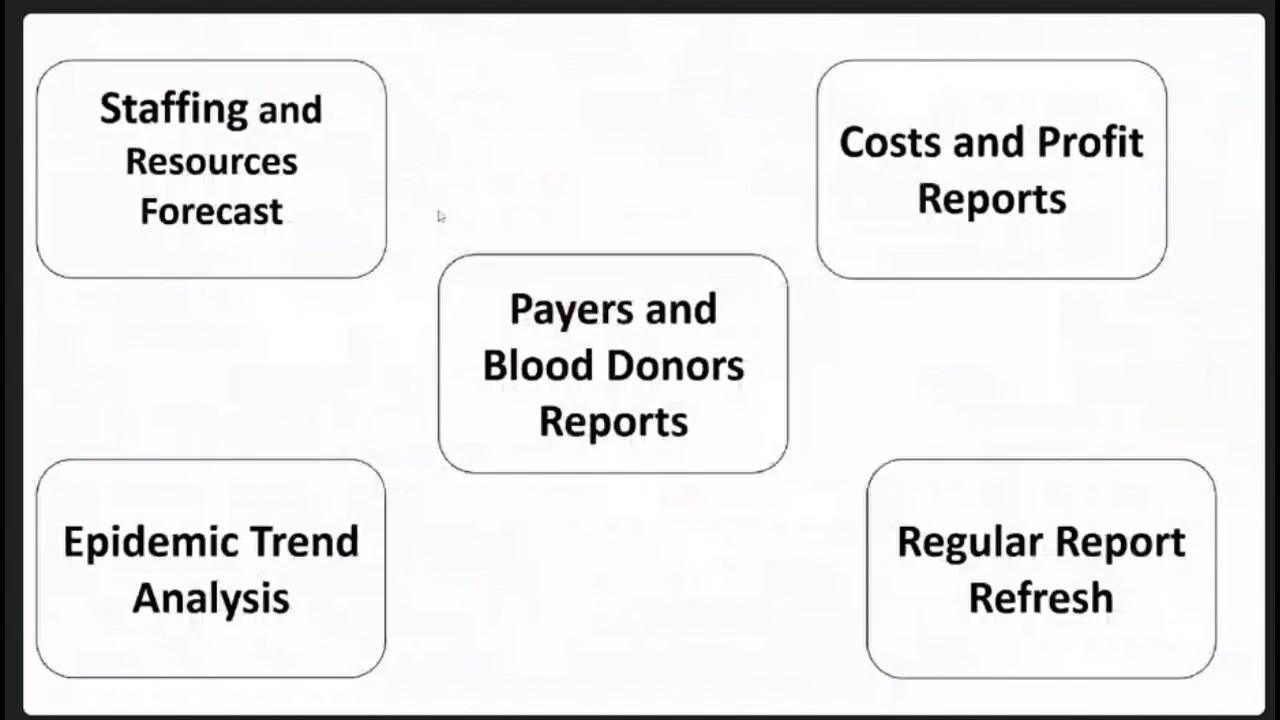 Staffing and
Resources
Forecast
Costs and Profit
Reports
Payers and
Blood Donors
Reports
Epidemic Trend
Analysis
Regular Report
Refresh